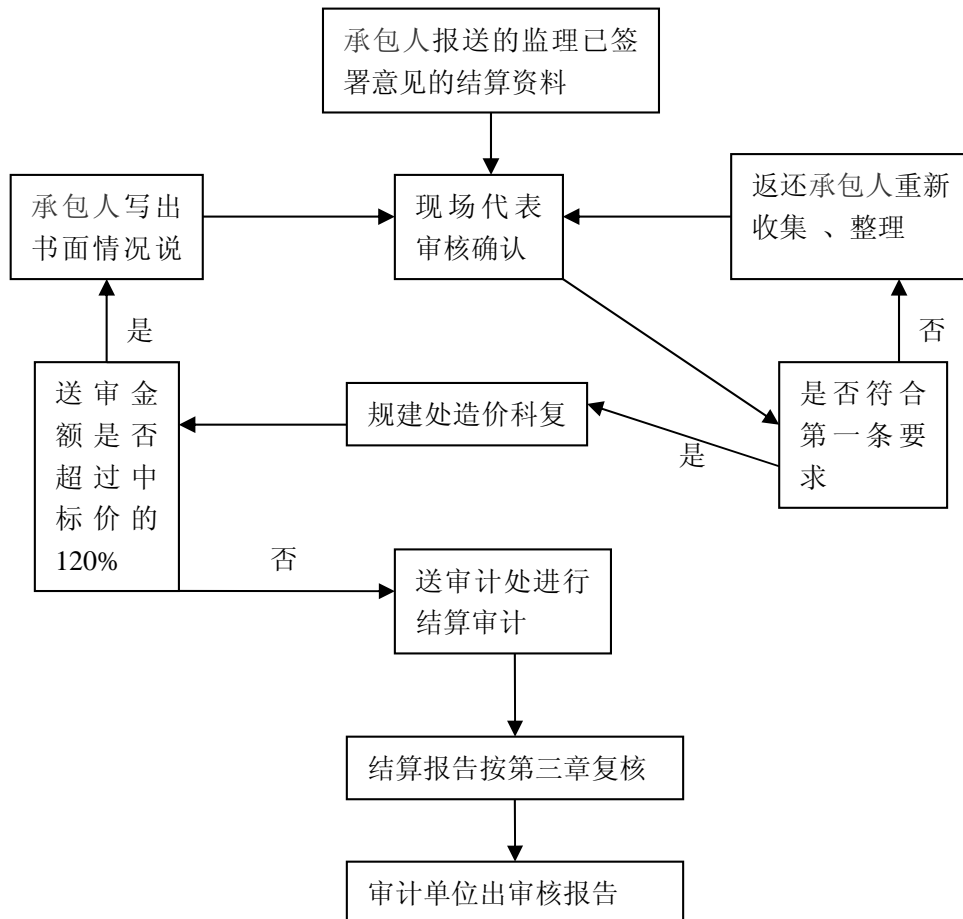 承包人报送的监理已签
署意见的结算资料
承包人写出
书面情况说
现场代表
审核确认
返还承包人重新
收集 、整理
是
否
送审金
额是否
超过中
标价的
120%
规建处造价科复
是
是否符合
第一条要
求
否
送审计处进行
结算审计
结算报告按第三章复核
审计单位出审核报告